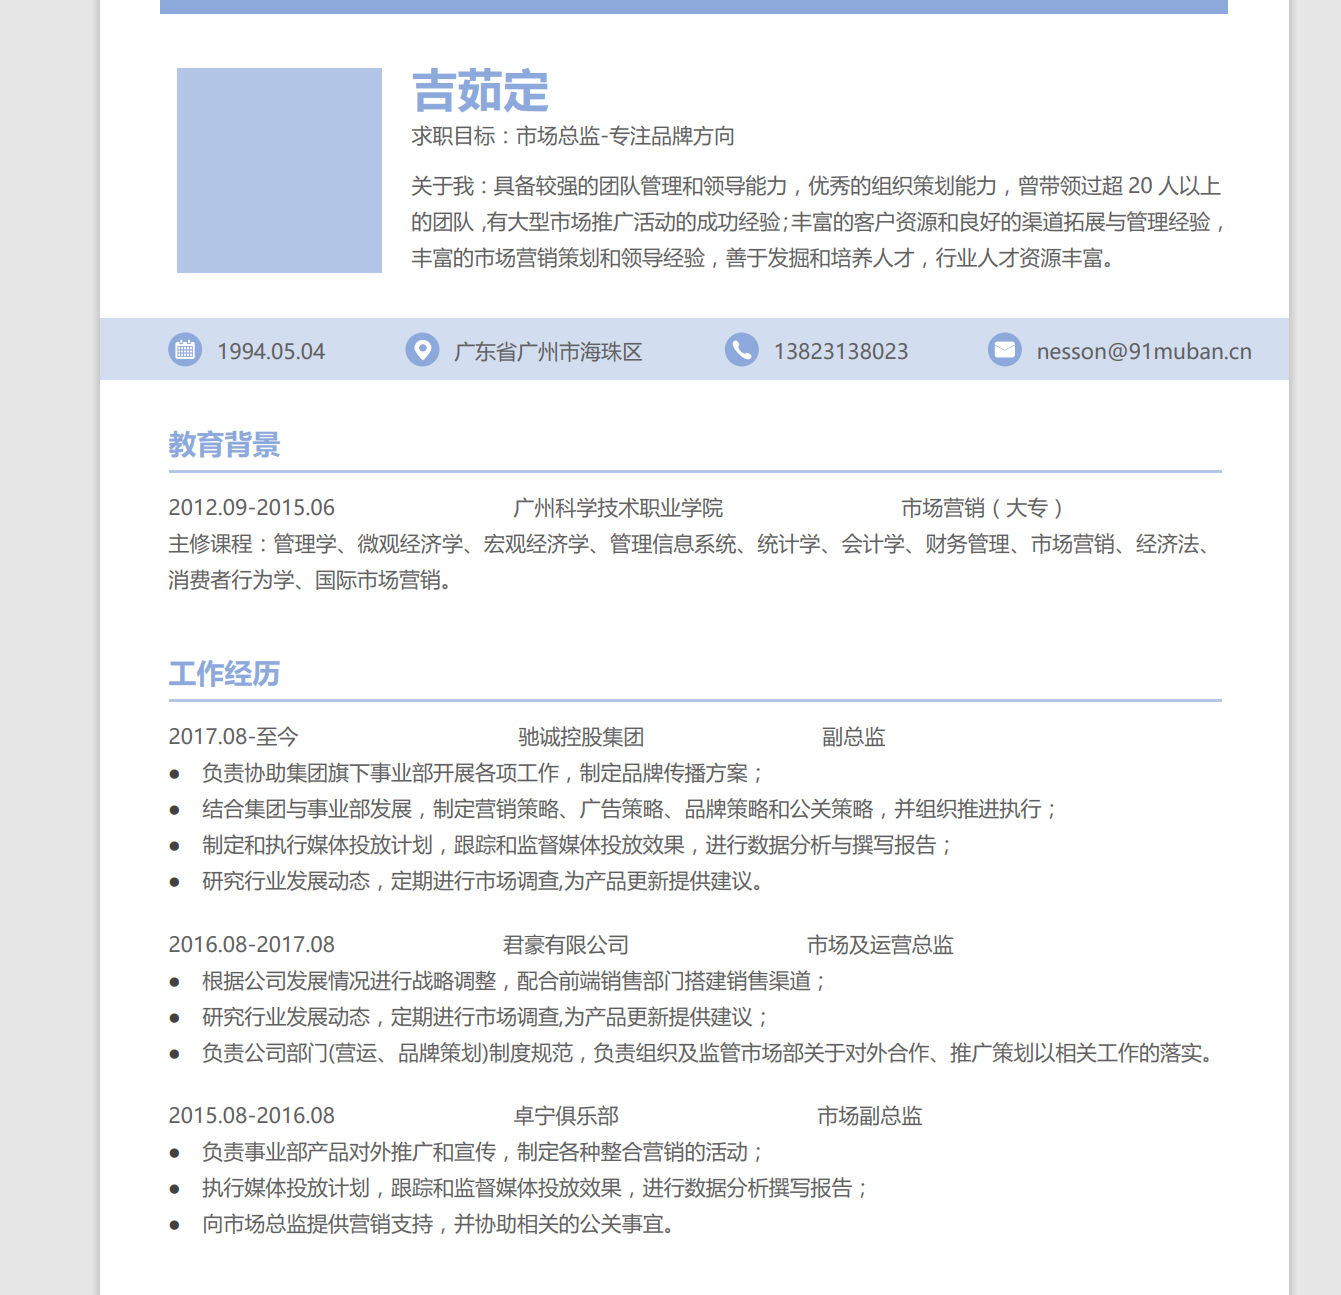 吉茹定
求职目标：市场总监-专注品牌方向
关于我：具备较强的团队管理和领导能力，优秀的组织策划能力，曾带领过超 20 人以上
的团队 ,有大型市场推广活动的成功经验;丰富的客户资源和良好的渠道拓展与管理经验，
丰富的市场营销策划和领导经验，善于发掘和培养人才，行业人才资源丰富。
1994.05.04 广东省广州市海珠区 13823138023 nesson@91muban.cn
教育背景
2012.09-2015.06 广州科学技术职业学院 市场营销（大专）
主修课程：管理学、微观经济学、宏观经济学、管理信息系统、统计学、会计学、财务管理、市场营销、经济法、
消费者行为学、国际市场营销。
工作经历
2017.08-至今 驰诚控股集团 副总监
● 负责协助集团旗下事业部开展各项工作，制定品牌传播方案；
● 结合集团与事业部发展，制定营销策略、广告策略、品牌策略和公关策略，并组织推进执行；
● 制定和执行媒体投放计划，跟踪和监督媒体投放效果，进行数据分析与撰写报告；
● 研究行业发展动态，定期进行市场调查,为产品更新提供建议。
2016.08-2017.08 君豪有限公司 市场及运营总监
● 根据公司发展情况进行战略调整，配合前端销售部门搭建销售渠道；
● 研究行业发展动态，定期进行市场调查,为产品更新提供建议；
● 负责公司部门(营运、品牌策划)制度规范，负责组织及监管市场部关于对外合作、推广策划以相关工作的落实。
2015.08-2016.08 卓宁俱乐部 市场副总监
● 负责事业部产品对外推广和宣传，制定各种整合营销的活动；
● 执行媒体投放计划，跟踪和监督媒体投放效果，进行数据分析撰写报告；
● 向市场总监提供营销支持，并协助相关的公关事宜。